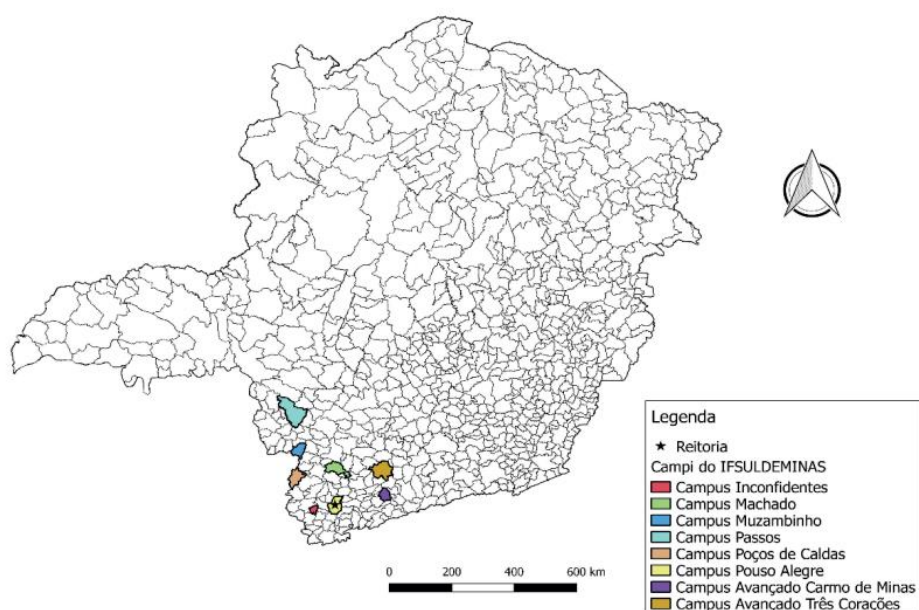 Legenda
Reitoria
Campi do IFSULDEMINAS
Campus Inconfidentes
Campus Machado
Campus Muzambinho
Campus Passos
Campus Poços de Caldas
Campus Pouso Alegre
Campus Avançado Carmo de Minas
Campus Avançado Três Corações
0 200 400 600 km